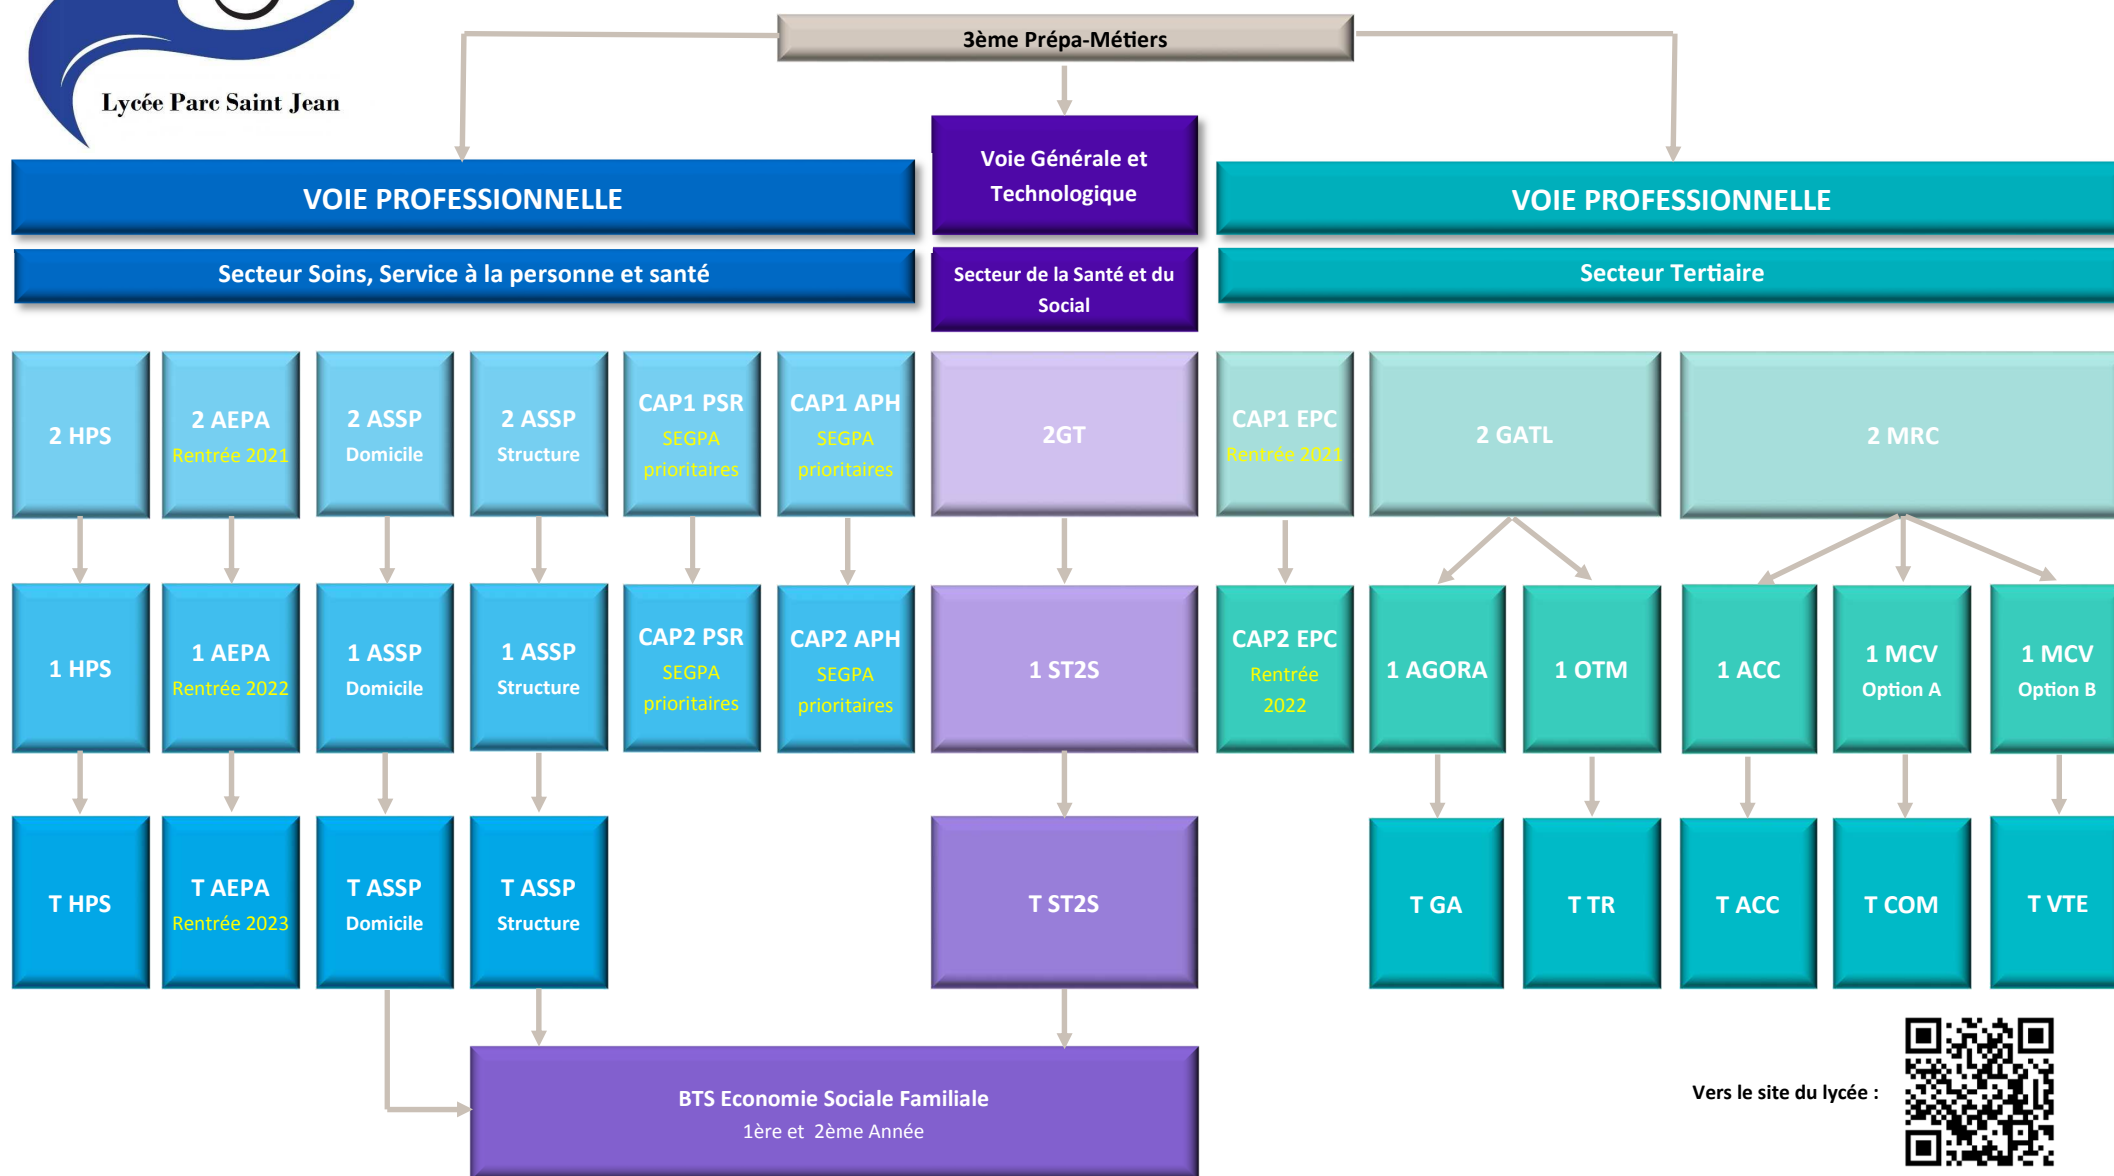 Lycée Parc Saint Jean
3ème Prépa-Métiers
VOIE PROFESSIONNELLE
Voie Générale et
Technologique
VOIE PROFESSIONNELLE
Secteur Soins, Service à la personne et santé
Secteur de la Santé et du
Social
Secteur Tertiaire
2 HPS
2 AEPA
Rentrée 2021
2 ASSP
Domicile
2 ASSP
Structure
CAP1 PSR
SEGPA
prioritaires
CAP1 APH
SEGPA
prioritaires
2GT
CAP1 EPC
Rentrée 2021
2 GATL
2 MRC
1 HPS
1 AEPA
Rentrée 2022
1 ASSP
Domicile
1 ASSP
Structure
CAP2 PSR
SEGPA
prioritaires
CAP2 APH
SEGPA
prioritaires
1 ST2S
CAP2 EPC
Rentrée
2022
1 AGORA
1 OTM
1 ACC
1 MCV
Option A
1 MCV
Option B
T HPS
T AEPA
Rentrée 2023
T ASSP
Domicile
T ASSP
Structure
T ST2S
T GA
T TR
T ACC
T COM
T VTE
BTS Economie Sociale Familiale
1ère et 2ème Année
Vers le site du lycée :